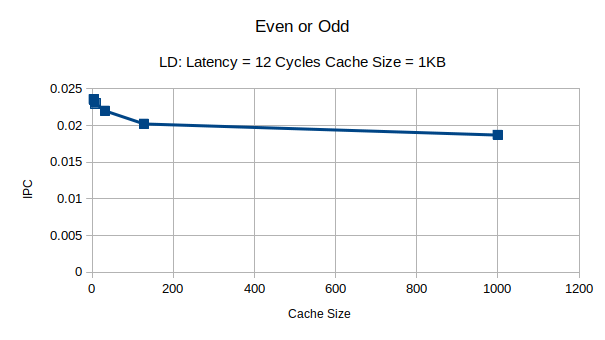 Even or Odd
LD: Latency = 12 Cycles Cache Size = 1KB
0.025
0.02
0.015
0.01
0.005
0
IPC
0 200 400 600 800 1000 1200
Cache Size